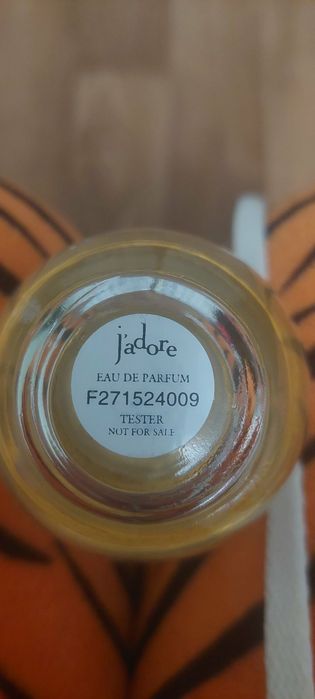 j'adore
EAU DE PARFUM
F271524009
TESTER
NOT FOR SALE